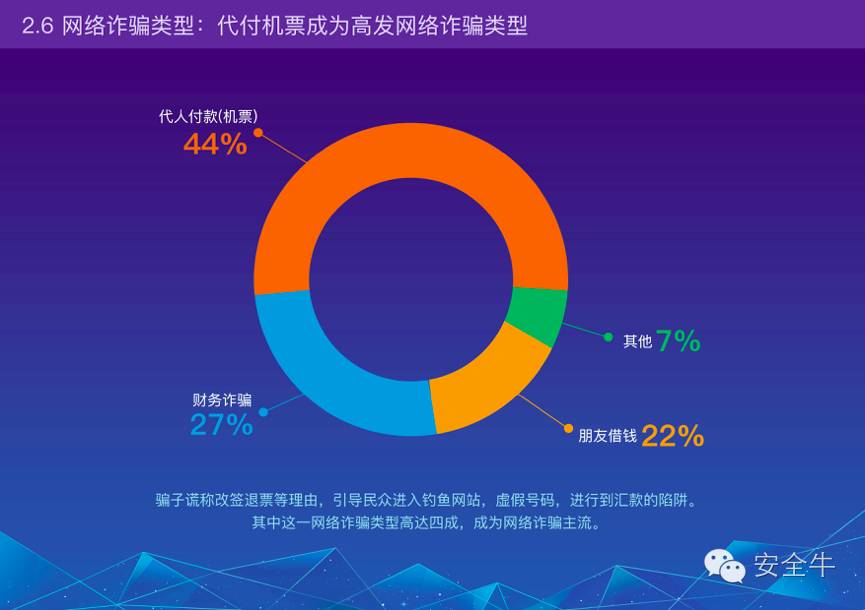 2.6 网络诈骗类型：代付机票成为高发网络诈骗类型
代人付款(机票)
44%
其他 7%
财务诈骗
27%
朋友借钱 22%
骗子谎称改签退票等理由，引导民众进入钓鱼网站，虚假号码，进行到汇款的陷阱。
其中这一网络诈骗类型高达四成，成为网络诈骗主流。
安全牛